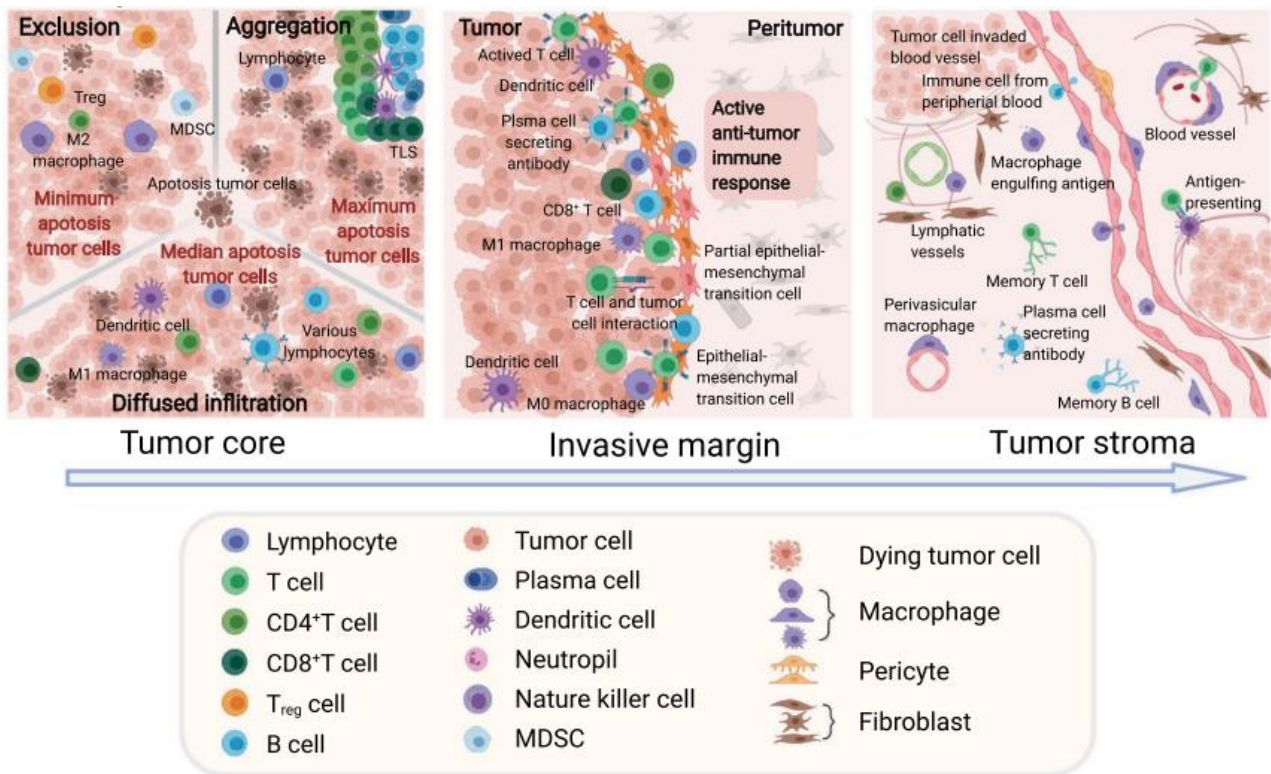 Exclusion
Treg
M2
macrophage
MDSC
Minimum
apotosis
tumor cells
Aggregation
Lymphocyte
TLS
Apotosis tumor cells
Maximum
apotosis
tumor cells
Median apotosis
tumor cells
Dendritic cell
Various
lymphocytes
M1 macrophage
Diffused inflitration
Tumor
Peritumor
Actived T cell
Dendritic cell
Plsma cell
secreting
antibody
Active
anti-tumor
immune
response
CD8⁺ T cell
M1 macrophage
Partial epithelial-
mesenchymal
transition cell
T cell and tumor
cell interaction
Dendritic cell
M0 macrophage
Epithelial-
mesenchymal
transition cell
Tumor cell invaded
blood vessel
Immune cell from
peripherial blood
Blood vessel
Macrophage
engulfing antigen
Antigen-
presenting
Lymphatic
vessels
Memory T cell
Perivasicular
macrophage
Plasma cell
secreting
antibody
Memory B cell
Tumor core
Invasive margin
Tumor stroma
Lymphocyte
T cell
CD4⁺T cell
CD8⁺T cell
Treg cell
B cell
Tumor cell
Plasma cell
Dendritic cell
Neutropil
Nature killer cell
MDSC
Dying tumor cell
Macrophage
Pericyte
Fibroblast